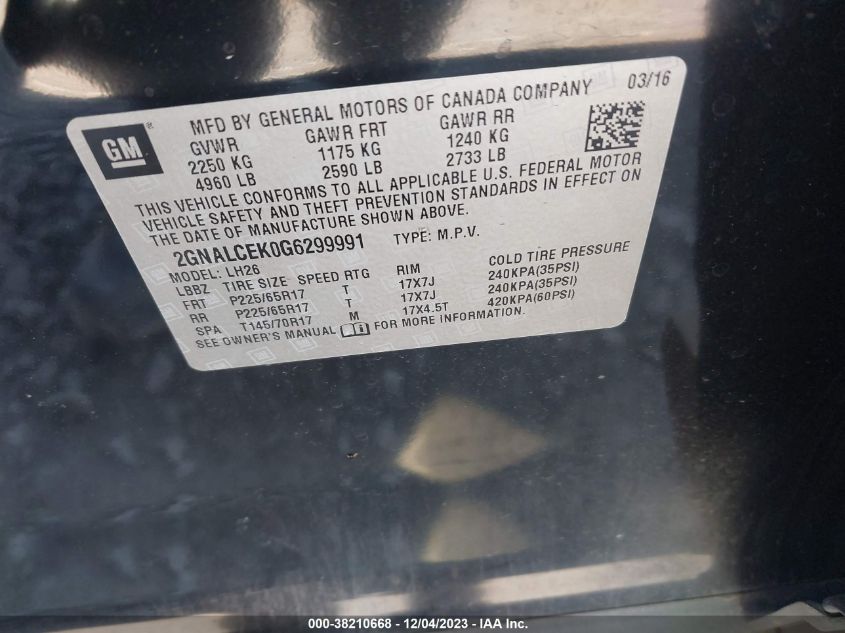 GM ®
MFD BY GENERAL MOTORS OF CANADA COMPANY 03/16
GVWR GAWR FRT GAWR RR
2250 KG 1175 KG 1240 KG
4960 LB 2590 LB 2733 LB
THIS VEHICLE CONFORMS TO ALL APPLICABLE U.S. FEDERAL MOTOR
VEHICLE SAFETY AND THEFT PREVENTION STANDARDS IN EFFECT ON
THE DATE OF MANUFACTURE SHOWN ABOVE.
2GNALCEK0G6299991 TYPE: M.P.V.
MODEL: LH26
LBBZ TIRE SIZE SPEED RTG RIM COLD TIRE PRESSURE
FRT P225/65R17 T 17X7J 240KPA(35PSI)
RR P225/65R17 T 17X7J 240KPA(35PSI)
SPA T145/70R17 M 17X4.5T 420KPA(60PSI)
SEE OWNER'S MANUAL FOR MORE INFORMATION.
000-38210668 - 12/04/2023 - IAA Inc.